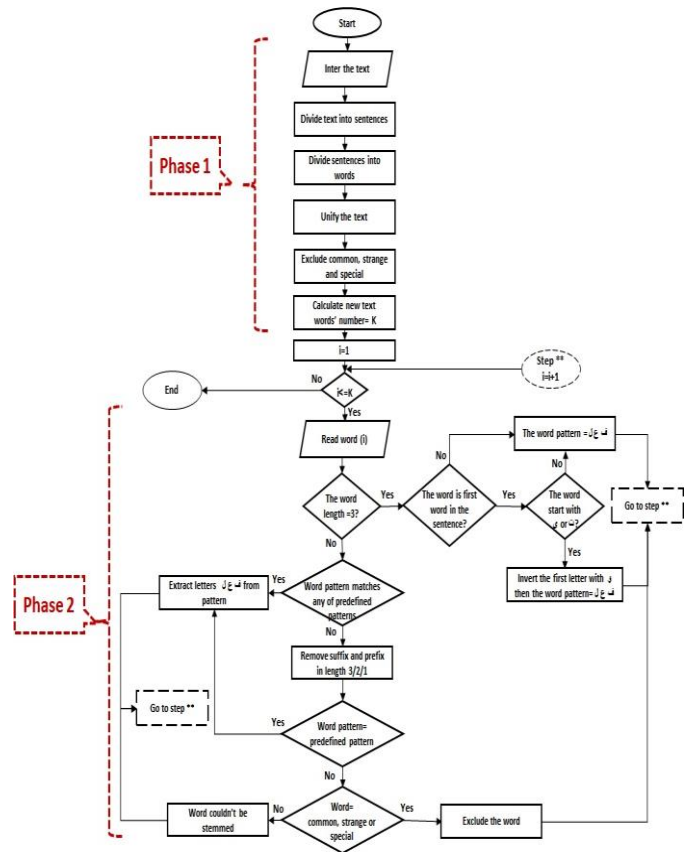 Start
Inter the text
Divide text into sentences
Phase 1
Divide sentences into
words
Unify the text
Exclude common, strange
and special
Calculate new text
words' number= K
i=1
Step **
i=i+1
No
End
i<=K
Yes
Read word (i)
The word pattern =ف ع ل
No
No
The word
length =3?
Yes
The word is first
word in the
sentence?
Yes
The word
start with
ي or ت?
Go to step **
No
Yes
Extract letters ف ع ل from
pattern
Yes
Word pattern matches
any of predefined
patterns
Invert the first letter with و
then the word pattern= ف ع ل
Phase 2
No
Remove suffix and prefix
in length 3/2/1
Go to step **
Yes
Word pattern=
predefined pattern
No
Word couldn't be
stemmed
No
Word=
common, strange or
special
Yes
Exclude the word